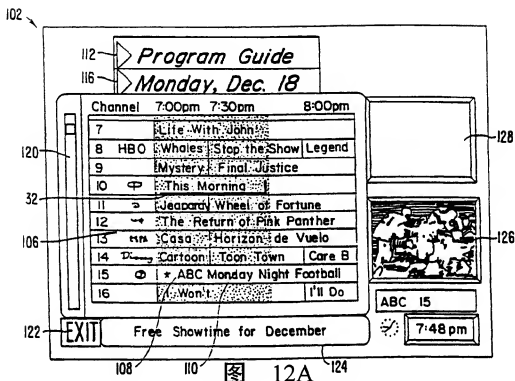 102
112
Program Guide
116
Monday, Dec. 18
Channel 7:00pm 7:30pm 8:00pm
7 Life With John
8 HBO Whales Stop the Show Legend
120
128
9 Mystery Final Justice
10 This Morning
32
11 Jeopardy Wheel of Fortune
12 The Return of Pink Panther
106
13 Casa Horizon de Vuelo
126
14 Cartoon Toon Town Care B
15 * ABC Monday Night Football
16 I Won't I'll Do
ABC 15
122
EXIT Free Showtime for December
7:48 pm
108
110
124
图 12A